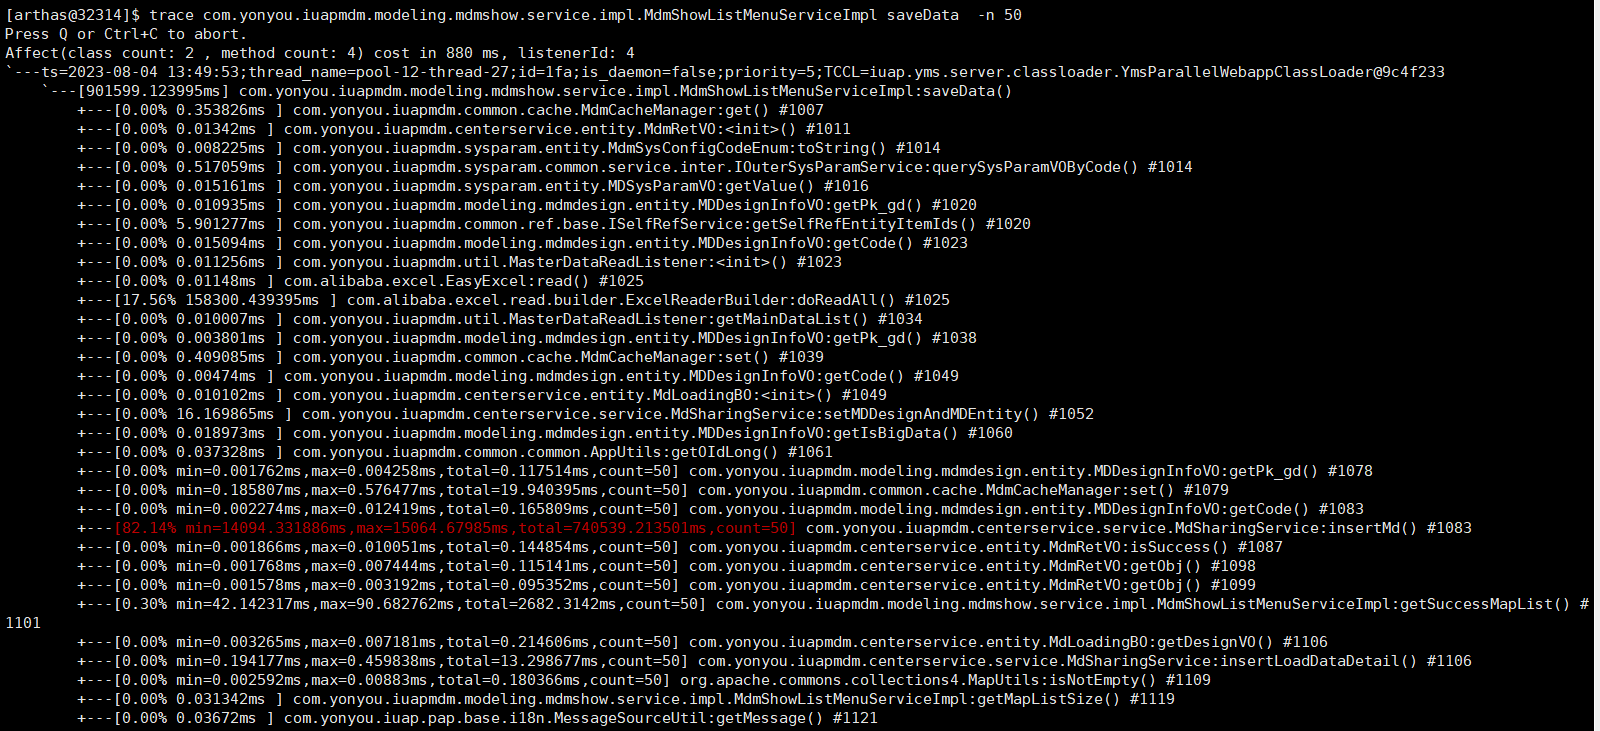 [arthas@32314]$ trace com.yonyou.iuapmdm.modeling.mdmshow.service.impl.MdmShowListMenuServiceImpl saveData  -n 50
Press Q or Ctrl+C to abort.
Affect(class count: 2 , method count: 4) cost in 880 ms, listenerId: 4
`---ts=2023-08-04 13:49:53;thread_name=pool-12-thread-27;id=1fa;is_daemon=false;priority=5;TCCL=iuap.yms.server.classloader.YmsParallelWebappClassLoader@9c4f233
    `---[901599.123995ms] com.yonyou.iuapmdm.modeling.mdmshow.service.impl.MdmShowListMenuServiceImpl:saveData()
        +---[0.00% 0.353826ms ] com.yonyou.iuapmdm.common.cache.MdmCacheManager:get() #1007
        +---[0.00% 0.01342ms ] com.yonyou.iuapmdm.centerservice.entity.MdmRetVO:<init>() #1011
        +---[0.00% 0.008225ms ] com.yonyou.iuapmdm.sysparam.entity.MdmSysConfigCodeEnum:toString() #1014
        +---[0.00% 0.517059ms ] com.yonyou.iuapmdm.sysparam.common.service.inter.IOuterSysParamService:querySysParamVOByCode() #1014
        +---[0.00% 0.015161ms ] com.yonyou.iuapmdm.sysparam.entity.MDSysParamVO:getValue() #1016
        +---[0.00% 0.010935ms ] com.yonyou.iuapmdm.modeling.mdmdesign.entity.MDDesignInfoVO:getPk_gd() #1020
        +---[0.00% 5.901277ms ] com.yonyou.iuapmdm.common.ref.base.ISelfRefService:getSelfRefEntityItemIds() #1020
        +---[0.00% 0.015094ms ] com.yonyou.iuapmdm.modeling.mdmdesign.entity.MDDesignInfoVO:getCode() #1023
        +---[0.00% 0.011256ms ] com.yonyou.iuapmdm.util.MasterDataReadListener:<init>() #1023
        +---[0.00% 0.01148ms ] com.alibaba.excel.EasyExcel:read() #1025
        +---[17.56% 158300.439395ms ] com.alibaba.excel.read.builder.ExcelReaderBuilder:doReadAll() #1025
        +---[0.00% 0.010007ms ] com.yonyou.iuapmdm.util.MasterDataReadListener:getMainDataList() #1034
        +---[0.00% 0.003801ms ] com.yonyou.iuapmdm.modeling.mdmdesign.entity.MDDesignInfoVO:getPk_gd() #1038
        +---[0.00% 0.409085ms ] com.yonyou.iuapmdm.common.cache.MdmCacheManager:set() #1039
        +---[0.00% 0.00474ms ] com.yonyou.iuapmdm.modeling.mdmdesign.entity.MDDesignInfoVO:getCode() #1049
        +---[0.00% 0.010102ms ] com.yonyou.iuapmdm.centerservice.entity.MdLoadingBO:<init>() #1049
        +---[0.00% 16.169865ms ] com.yonyou.iuapmdm.centerservice.service.MdSharingService:setMDDesignAndMDEntity() #1052
        +---[0.00% 0.018973ms ] com.yonyou.iuapmdm.modeling.mdmdesign.entity.MDDesignInfoVO:getIsBigData() #1060
        +---[0.00% 0.037328ms ] com.yonyou.iuapmdm.common.common.AppUtils:getOIdLong() #1061
        +---[0.00% min=0.001762ms,max=0.004258ms,total=0.117514ms,count=50] com.yonyou.iuapmdm.modeling.mdmdesign.entity.MDDesignInfoVO:getPk_gd() #1078
        +---[0.00% min=0.185807ms,max=0.576477ms,total=19.940395ms,count=50] com.yonyou.iuapmdm.common.cache.MdmCacheManager:set() #1079
        +---[0.00% min=0.002274ms,max=0.012419ms,total=0.165809ms,count=50] com.yonyou.iuapmdm.modeling.mdmdesign.entity.MDDesignInfoVO:getCode() #1083
        +---[82.14% min=14094.331886ms,max=15064.67985ms,total=740539.213501ms,count=50] com.yonyou.iuapmdm.centerservice.service.MdSharingService:insertMd() #1083
        +---[0.00% min=0.001866ms,max=0.010051ms,total=0.144854ms,count=50] com.yonyou.iuapmdm.centerservice.entity.MdmRetVO:isSuccess() #1087
        +---[0.00% min=0.001768ms,max=0.007444ms,total=0.115141ms,count=50] com.yonyou.iuapmdm.centerservice.entity.MdmRetVO:getObj() #1098
        +---[0.00% min=0.001578ms,max=0.003192ms,total=0.095352ms,count=50] com.yonyou.iuapmdm.centerservice.entity.MdmRetVO:getObj() #1099
        +---[0.30% min=42.142317ms,max=90.682762ms,total=2682.3142ms,count=50] com.yonyou.iuapmdm.modeling.mdmshow.service.impl.MdmShowListMenuServiceImpl:getSuccessMapList() #
1101
        +---[0.00% min=0.003265ms,max=0.007181ms,total=0.214606ms,count=50] com.yonyou.iuapmdm.centerservice.entity.MdLoadingBO:getDesignVO() #1106
        +---[0.00% min=0.194177ms,max=0.459838ms,total=13.298677ms,count=50] com.yonyou.iuapmdm.centerservice.service.MdSharingService:insertLoadDataDetail() #1106
        +---[0.00% min=0.002592ms,max=0.00883ms,total=0.180366ms,count=50] org.apache.commons.collections4.MapUtils:isNotEmpty() #1109
        +---[0.00% 0.031342ms ] com.yonyou.iuapmdm.modeling.mdmshow.service.impl.MdmShowListMenuServiceImpl:getMapListSize() #1119
        +---[0.00% 0.03672ms ] com.yonyou.iuap.pap.base.i18n.MessageSourceUtil:getMessage() #1121